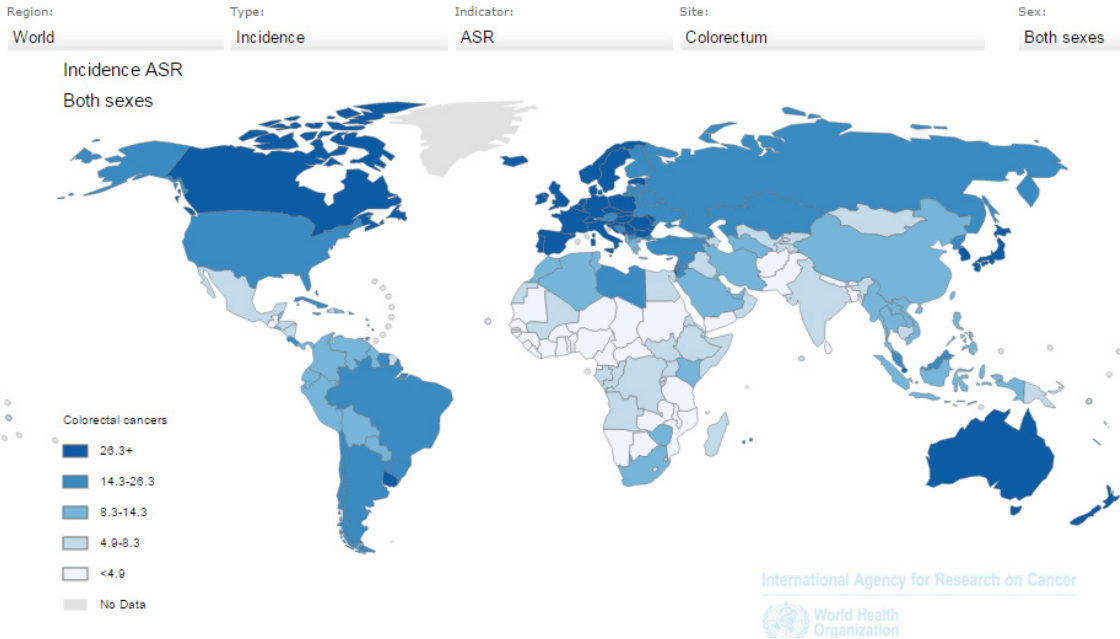 Region: Type: Indicator: Site: Sex:
World Incidence ASR Colorectum Both sexes
Incidence ASR
Both sexes
Colorectal cancers
26.3+
14.3-26.3
8.3-14.3
4.9-8.3
<4.9
No Data
International Agency for Research on Cancer
World Health
Organization